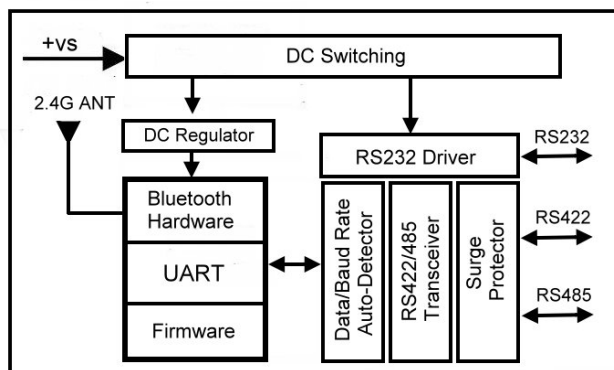 +vs
DC Switching
2.4G ANT
DC Regulator
RS232 Driver
RS232
Bluetooth
Hardware
UART
Firmware
Data/Baud Rate
Auto-Detector
RS422/485
Transceiver
Surge
Protector
RS422
RS485